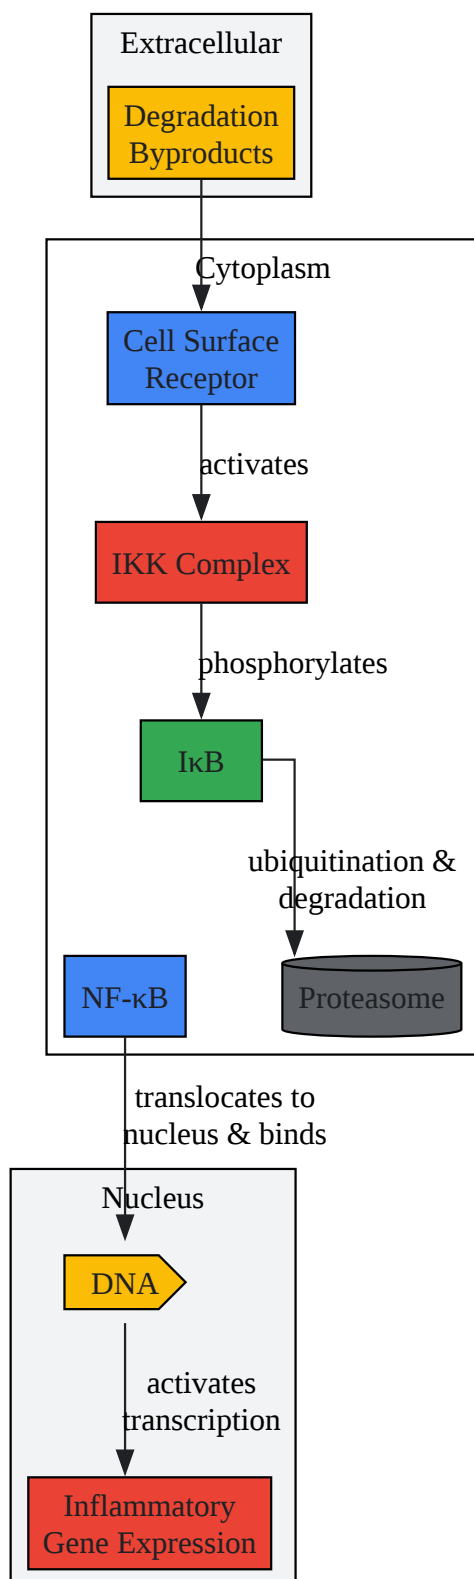 Extracellular
Degradation
Byproducts
Cytoplasm
Cell Surface
Receptor
activates
IKK Complex
phosphorylates
IκB
ubiquitination &
degradation
NF-κB
Proteasome
translocates to
nucleus & binds
Nucleus
DNA
activates
transcription
Inflammatory
Gene Expression